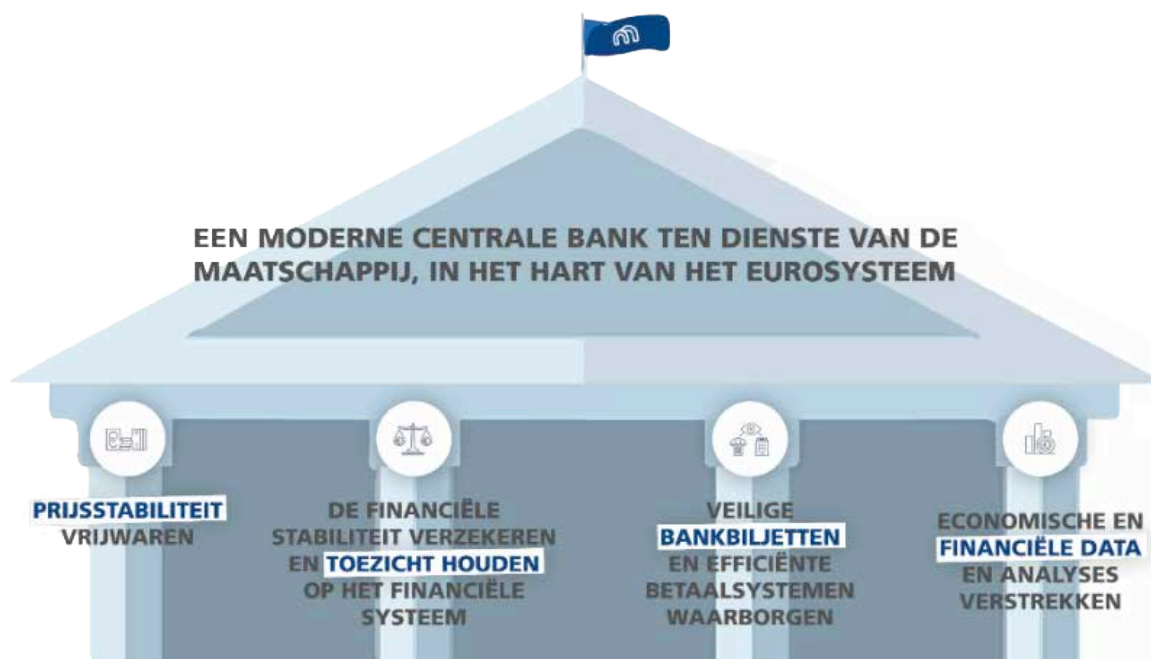 EEN MODERNE CENTRALE BANK TEN DIENSTE VAN DE
MAATSCHAPPIJ, IN HET HART VAN HET EUROSYSTEEM
PRIJSSTABILITEIT
VRIJWAREN
DE FINANCIËLE
STABILITEIT VERZEKEREN
EN TOEZICHT HOUDEN
OP HET FINANCIËLE
SYSTEEM
VEILIGE
BANKBILJETTEN
EN EFFICIËNTE
BETAALSYSTEMEN
WAARBORGEN
ECONOMISCHE EN
FINANCIËLE DATA
EN ANALYSES
VERSTREKKEN